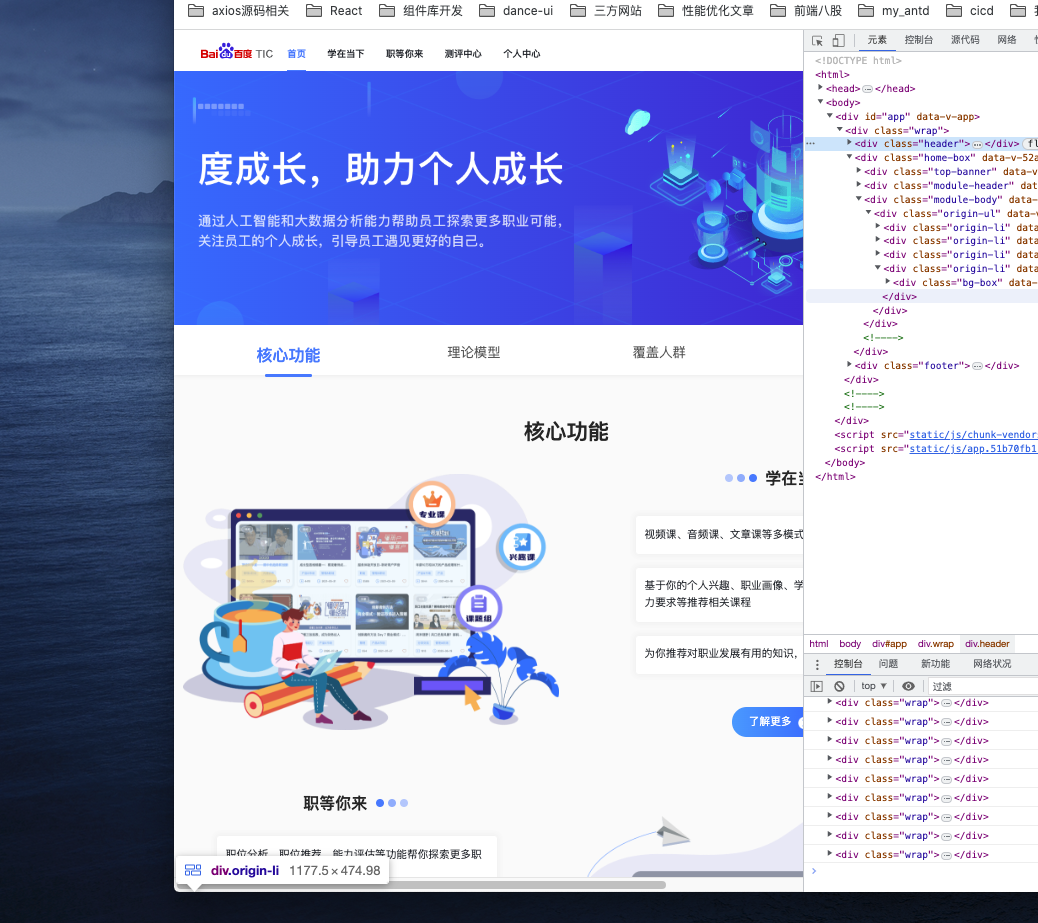 axios源码相关 React 组件库开发 dance-ui 三方网站 性能优化文章 前端八股 my_antd cicd
Bai du 百度 TIC 首页 学在当下 职等你来 测评中心 个人中心
度成长，助力个人成长
通过人工智能和大数据分析能力帮助员工探索更多职业可能，
关注员工的个人成长，引导员工遇见更好的自己。
核心功能 理论模型 覆盖人群
核心功能
专业课
兴趣课
课题组
学在当
视频课、音频课、文章课等多模式
基于你的个人兴趣、职业画像、学
力要求等推荐相关课程
为你推荐对职业发展有用的知识，
了解更多
职等你来
职位分析、职位推荐、能力评估等功能帮你探索更多职
div.origin-li 1177.5 × 474.98
元素 控制台 源代码 网络
<!DOCTYPE html>
<html>
<head>…</head>
<body>
<div id="app" data-v-app>
<div class="wrap">
… <div class="header">…</div> fl
<div class="home-box" data-v-52a
<div class="top-banner" data-v-
<div class="module-header" dat
<div class="module-body" data-v
<div class="origin-ul" data-v
<div class="origin-li" data
<div class="origin-li" data
<div class="origin-li" data
<div class="origin-li" data
<div class="bg-box" data-
</div>
</div>
</div>
<!---->
</div>
<div class="footer">…</div>
</div>
<!---->
<!---->
</div>
<script src="static/js/chunk-vendor
<script src="static/js/app.51b70fb1
</body>
</html>
html body div#app div.wrap div.header
控制台 问题 新功能 网络状况
top ▼ 过滤
<div class="wrap">…</div>
<div class="wrap">…</div>
<div class="wrap">…</div>
<div class="wrap">…</div>
<div class="wrap">…</div>
<div class="wrap">…</div>
<div class="wrap">…</div>
<div class="wrap">…</div>
<div class="wrap">…</div>